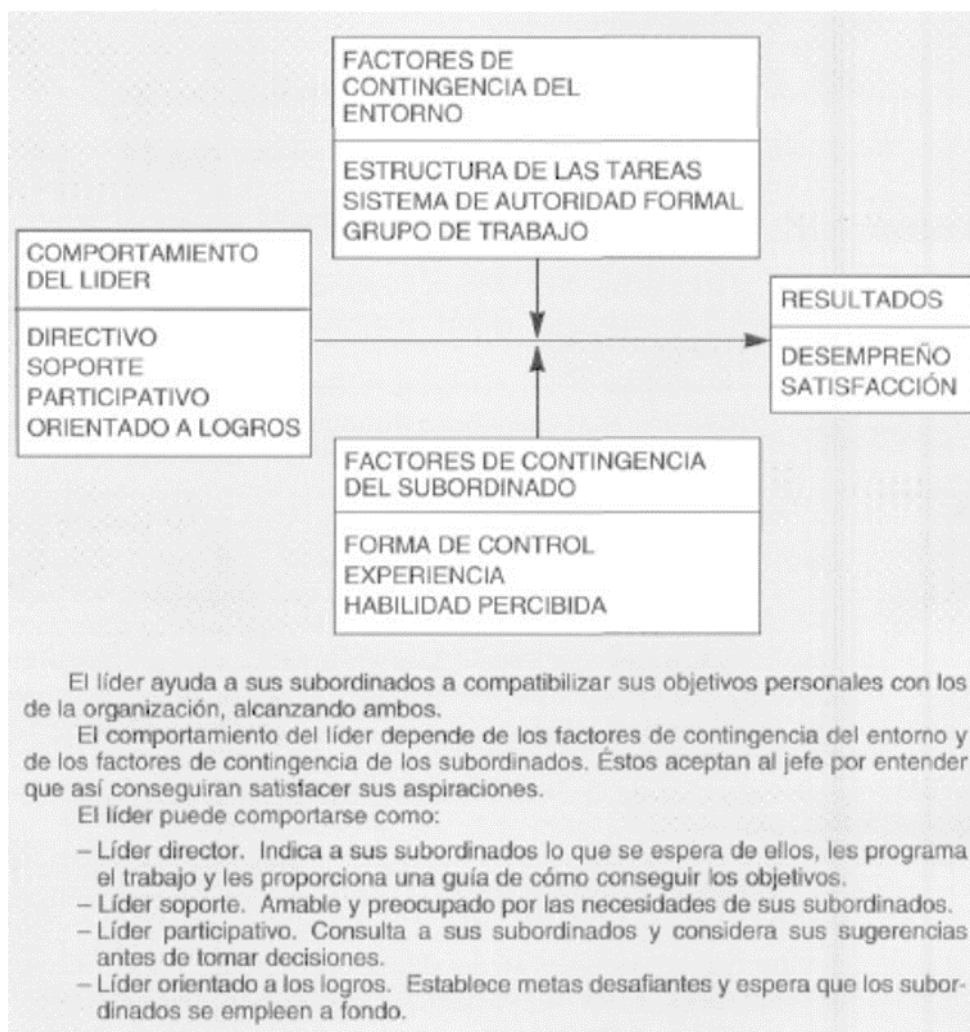 FACTORES DE
CONTINGENCIA DEL
ENTORNO
ESTRUCTURA DE LAS TAREAS
SISTEMA DE AUTORIDAD FORMAL
GRUPO DE TRABAJO
COMPORTAMIENTO
DEL LIDER
DIRECTIVO
SOPORTE
PARTICIPATIVO
ORIENTADO A LOGROS
RESULTADOS
DESEMPREÑO
SATISFACCIÓN
FACTORES DE CONTINGENCIA
DEL SUBORDINADO
FORMA DE CONTROL
EXPERIENCIA
HABILIDAD PERCIBIDA
El líder ayuda a sus subordinados a compatibilizar sus objetivos personales con los
de la organización, alcanzando ambos.
El comportamiento del líder depende de los factores de contingencia del entorno y
de los factores de contingencia de los subordinados. Éstos aceptan al jefe por entender
que así conseguiran satisfacer sus aspiraciones.
El líder puede comportarse como:
– Líder director. Indica a sus subordinados lo que se espera de ellos, les programa
el trabajo y les proporciona una guía de cómo conseguir los objetivos.
– Líder soporte. Amable y preocupado por las necesidades de sus subordinados.
– Líder participativo. Consulta a sus subordinados y considera sus sugerencias
antes de tomar decisiones.
– Líder orientado a los logros. Establece metas desafiantes y espera que los subor-
dinados se empleen a fondo.